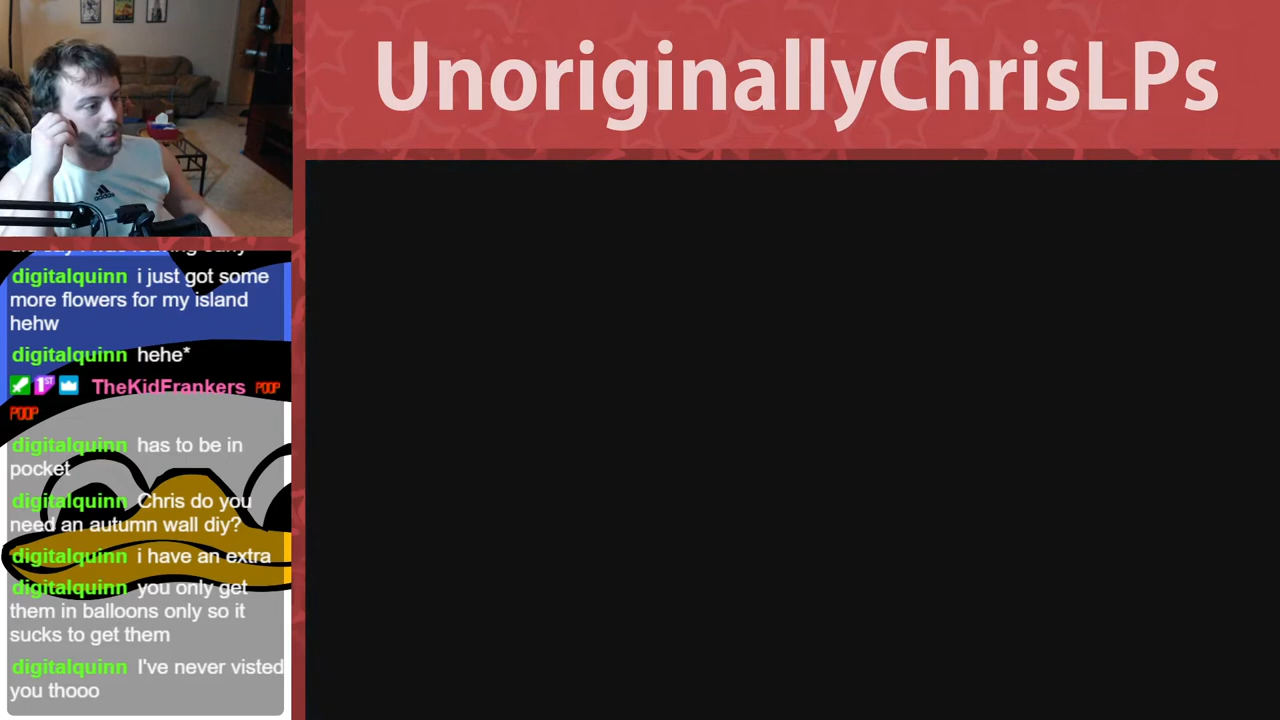 UnoriginallyChrisLPs
digitalquinn i just got some
more flowers for my island
hehw
digitalquinn hehe*
1ST TheKidFrankers POOP
POOP
digitalquinn has to be in
pocket
digitalquinn Chris do you
need an autumn wall diy?
digitalquinn i have an extra
digitalquinn you only get
them in balloons only so it
sucks to get them
digitalquinn I've never visted
you thooo